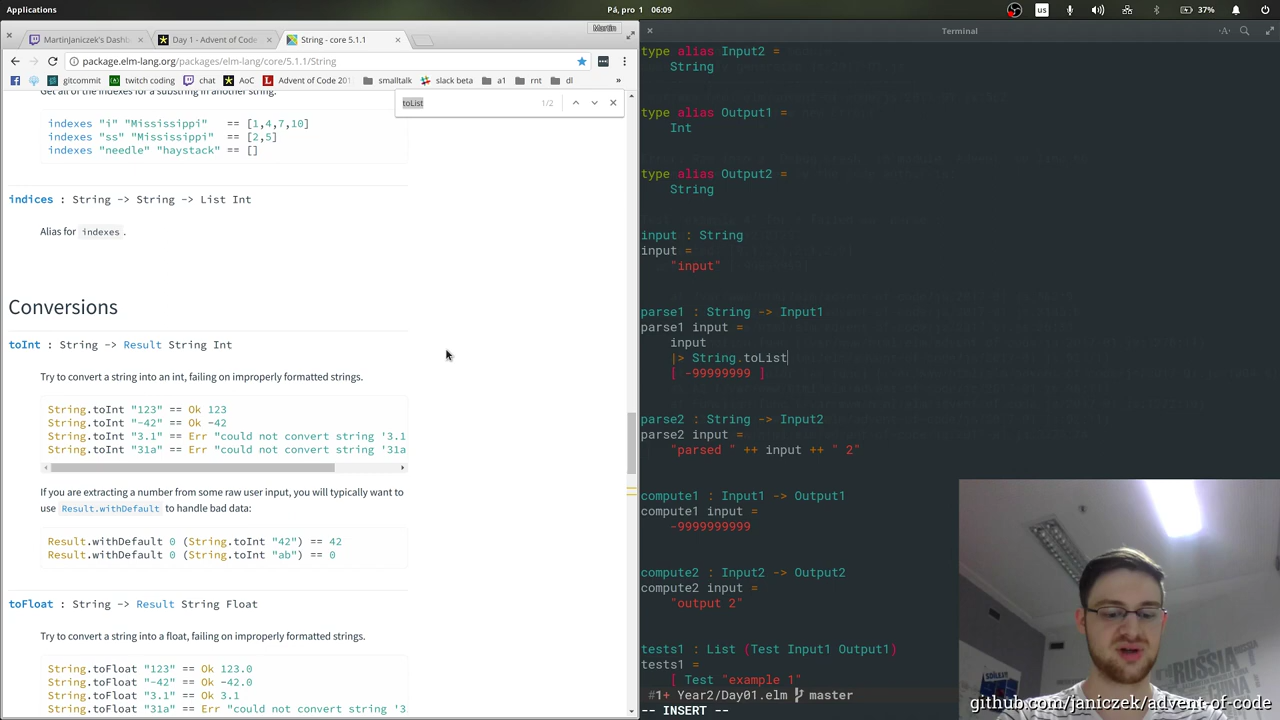 Applications
Pá, pro 1 06:09
us
37%
Martin
MartinJaniczek's Dashb
Day 1 - Advent of Code
String - core 5.1.1
package.elm-lang.org/packages/elm-lang/core/5.1.1/String
gitcommit
twitch coding
chat
AoC
Advent of Code 201
smalltalk
slack beta
a1
rnt
dl
»
toList
1/2
Get all of the indexes for a substring in another string.
indexes "i" "Mississippi" == [1,4,7,10]
indexes "ss" "Mississippi" == [2,5]
indexes "needle" "haystack" == []
indices : String -> String -> List Int
Alias for indexes .
Conversions
toInt : String -> Result String Int
Try to convert a string into an int, failing on improperly formatted strings.
String.toInt "123" == Ok 123
String.toInt "-42" == Ok -42
String.toInt "3.1" == Err "could not convert string '3.1
String.toInt "31a" == Err "could not convert string '31a
If you are extracting a number from some raw user input, you will typically want to
use Result.withDefault to handle bad data:
Result.withDefault 0 (String.toInt "42") == 42
Result.withDefault 0 (String.toInt "ab") == 0
toFloat : String -> Result String Float
Try to convert a string into a float, failing on improperly formatted strings.
String.toFloat "123" == Ok 123.0
String.toFloat "-42" == Ok -42.0
String.toFloat "3.1" == Ok 3.1
String.toFloat "31a" == Err "could not convert string '3
Terminal
type alias Input2 =
String
type alias Output1 =
Int
type alias Output2 =
String
input : String
input =
"input"
parse1 : String -> Input1
parse1 input =
input
|> String.toList
[ -99999999 ]
parse2 : String -> Input2
parse2 input =
"parsed " ++ input ++ " 2"
compute1 : Input1 -> Output1
compute1 input =
-9999999999
compute2 : Input2 -> Output2
compute2 input =
"output 2"
tests1 : List (Test Input1 Output1)
tests1 =
[ Test "example 1"
#1+ Year2/Day01.elm master
-- INSERT --
github.com/janiczek/advent-of-code